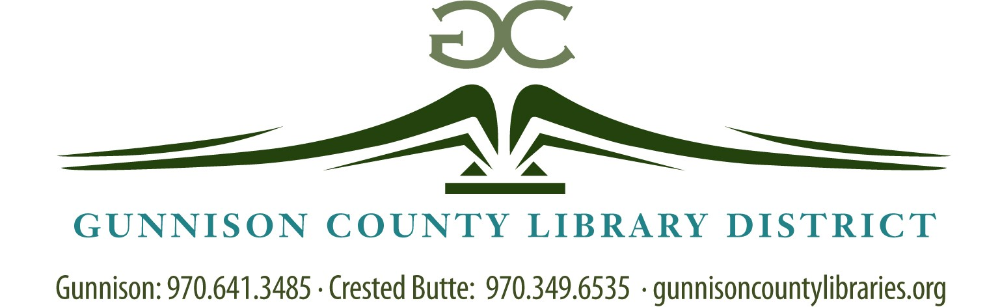 GC
GUNNISON COUNTY LIBRARY DISTRICT
Gunnison: 970.641.3485 · Crested Butte: 970.349.6535 · gunnisoncountylibraries.org